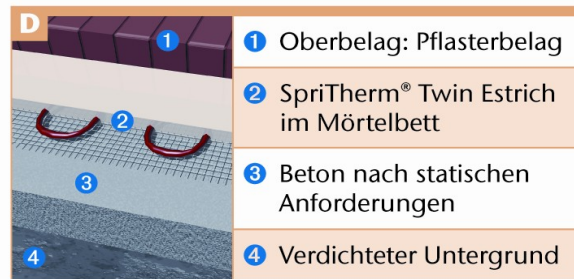 D
1
2
3
4
1 Oberbelag: Pflasterbelag
2 SpriTherm® Twin Estrich
im Mörtelbett
3 Beton nach statischen
Anforderungen
4 Verdichteter Untergrund